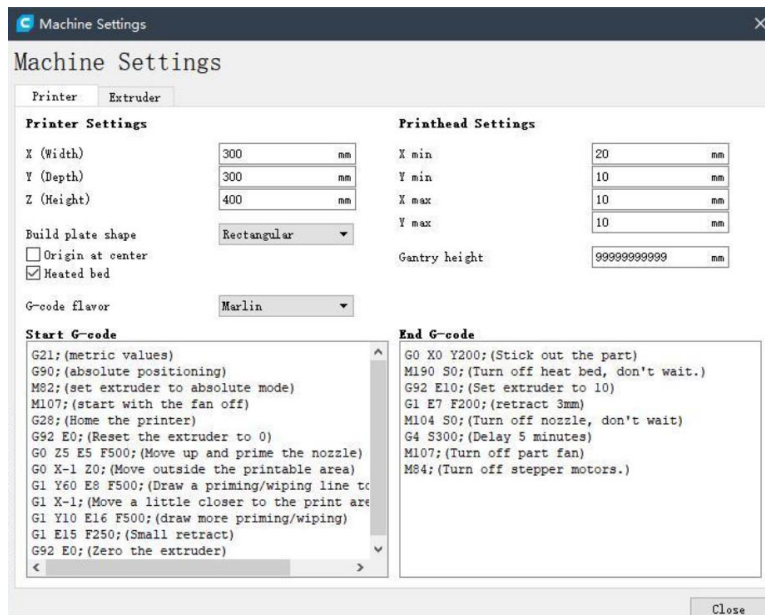 Machine Settings
Machine Settings
Printer
Extruder
Printer Settings
X (Width)
300 mm
Y (Depth)
300 mm
Z (Height)
400 mm
Build plate shape
Rectangular
Origin at center
Heated bed
G-code flavor
Marlin
Printhead Settings
X min
20 mm
Y min
10 mm
X max
10 mm
Y max
10 mm
Gantry height
99999999999 mm
Start G-code
G21;(metric values)
G90;(absolute positioning)
M82;(set extruder to absolute mode)
M107;(start with the fan off)
G28;(Home the printer)
G92 E0;(Reset the extruder to 0)
G0 Z5 E5 F500;(Move up and prime the nozzle)
G0 X-1 Z0;(Move outside the printable area)
G1 Y60 E8 F500;(Draw a priming/wiping line to
G1 X-1;(Move a little closer to the print are
G1 Y10 E16 F500;(draw more priming/wiping)
G1 E15 F250;(Small retract)
G92 E0;(Zero the extruder)
End G-code
G0 X0 Y200;(Stick out the part)
M190 S0;(Turn off heat bed, don't wait.)
G92 E10;(Set extruder to 10)
G1 E7 F200;(retract 3mm)
M104 S0;(Turn off nozzle, don't wait)
G4 S300;(Delay 5 minutes)
M107;(Turn off part fan)
M84;(Turn off stepper motors.)
Close